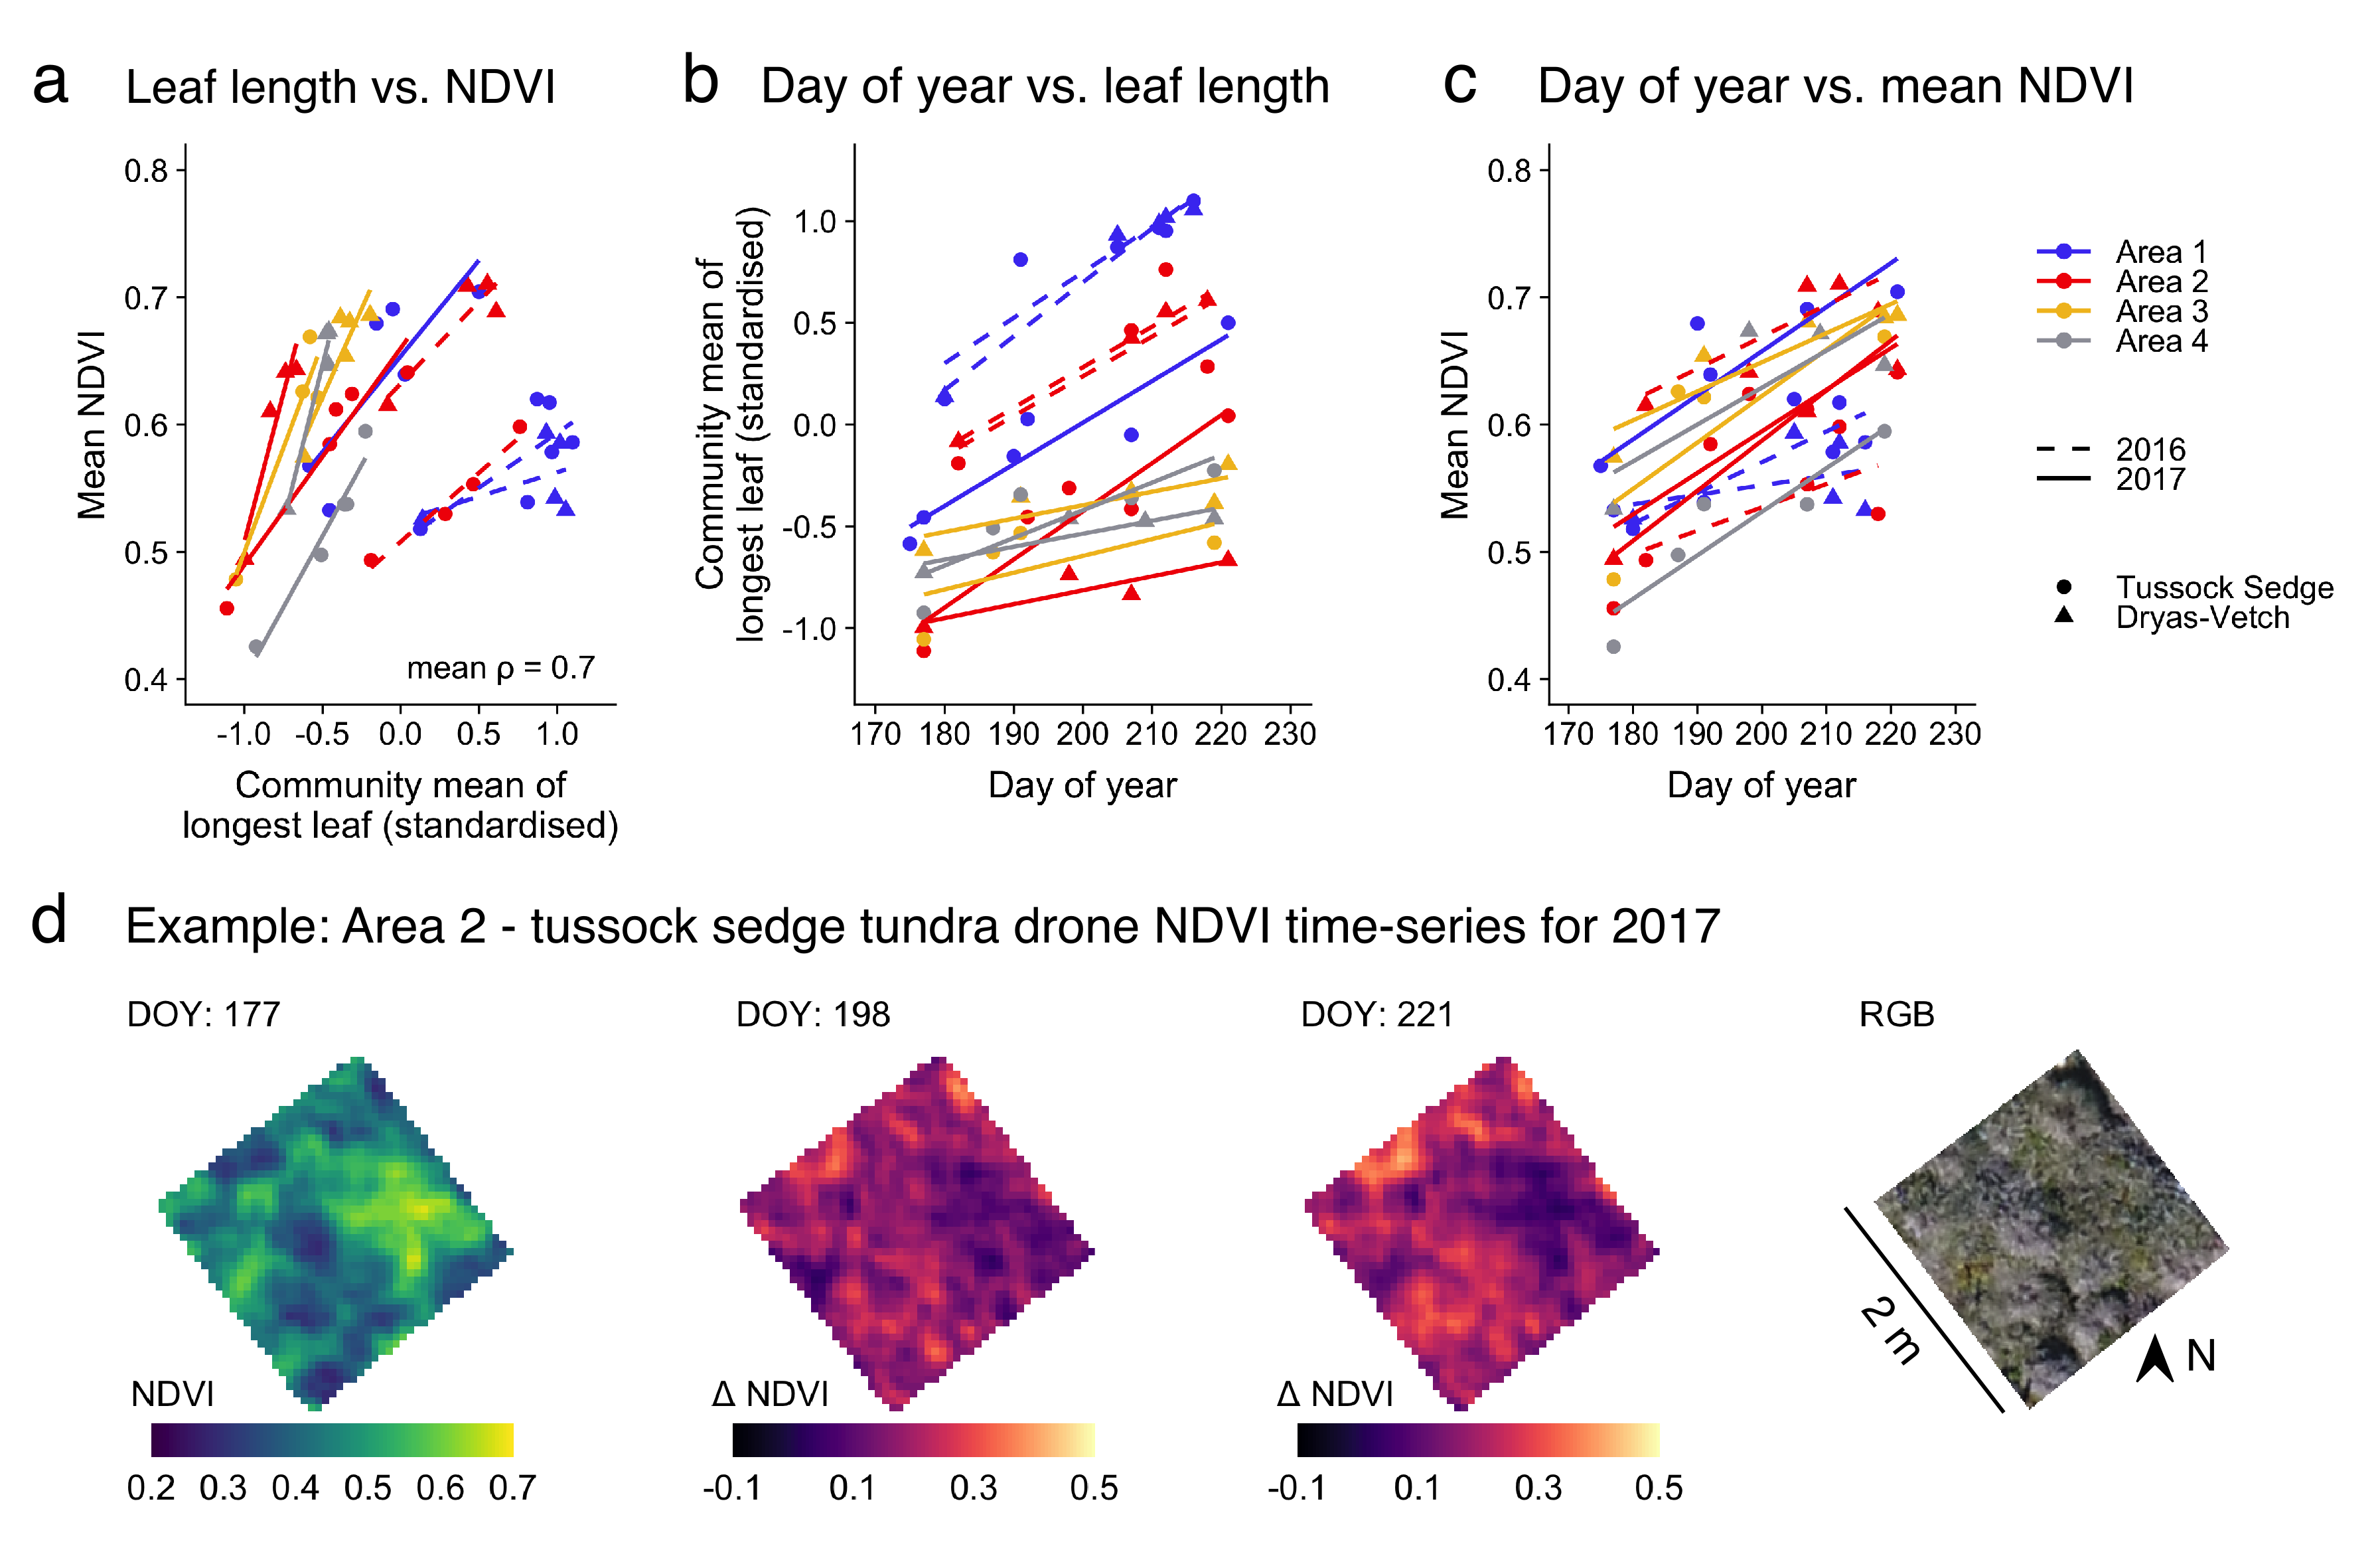 a Leaf length vs. NDVI
Mean NDVI
0.8
0.7
0.6
0.5
0.4
mean ρ = 0.7
-1.0 -0.5 0.0 0.5 1.0
Community mean of
longest leaf (standardised)
b Day of year vs. leaf length
Community mean of
longest leaf (standardised)
1.0
0.5
0.0
-0.5
-1.0
170 180 190 200 210 220 230
Day of year
c Day of year vs. mean NDVI
Mean NDVI
0.8
0.7
0.6
0.5
0.4
170 180 190 200 210 220 230
Day of year
Area 1
Area 2
Area 3
Area 4
2016
2017
Tussock Sedge
Dryas-Vetch
d Example: Area 2 - tussock sedge tundra drone NDVI time-series for 2017
DOY: 177
NDVI
0.2 0.3 0.4 0.5 0.6 0.7
DOY: 198
Δ NDVI
-0.1 0.1 0.3 0.5
DOY: 221
Δ NDVI
-0.1 0.1 0.3 0.5
RGB
2 m
N